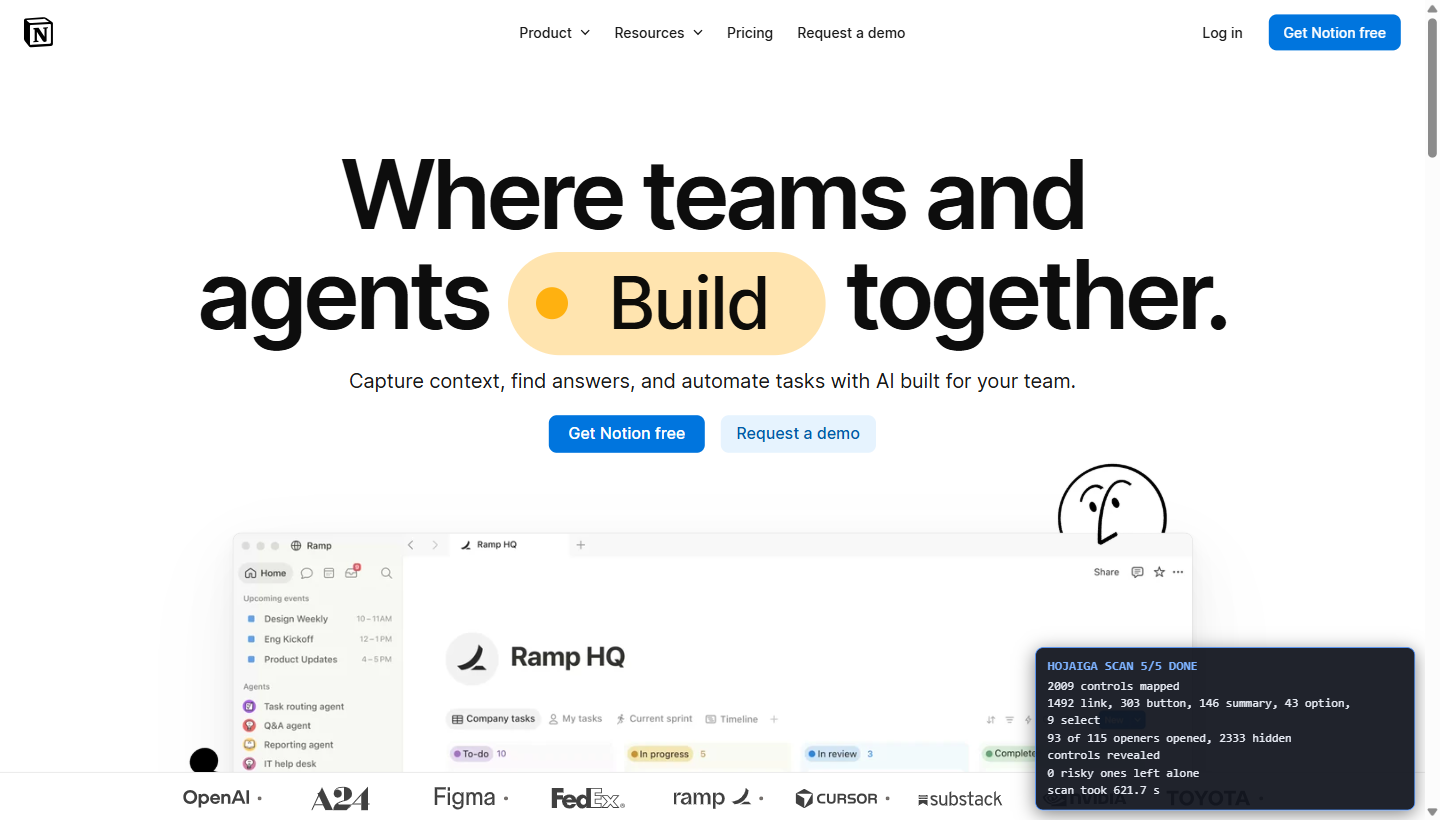 N
Product
Resources
Pricing
Request a demo
Log in
Get Notion free
Where teams and
agents Build together.
Capture context, find answers, and automate tasks with AI built for your team.
Get Notion free
Request a demo
Ramp
Ramp HQ
Home
Share
Upcoming events
Design Weekly 10–11AM
Eng Kickoff 12–1PM
Product Updates 4–5PM
Ramp HQ
Agents
Task routing agent
Q&A agent
Reporting agent
IT help desk
Company tasks
My tasks
Current sprint
Timeline
To-do 10
In progress 5
In review 3
Complete
HOJAIGA SCAN 5/5 DONE
2009 controls mapped
1492 link, 303 button, 146 summary, 43 option,
9 select
93 of 115 openers opened, 2333 hidden
controls revealed
0 risky ones left alone
scan took 621.7 s
OpenAI
A24
Figma
FedEx
ramp
CURSOR
substack
NVIDIA
TOYOTA